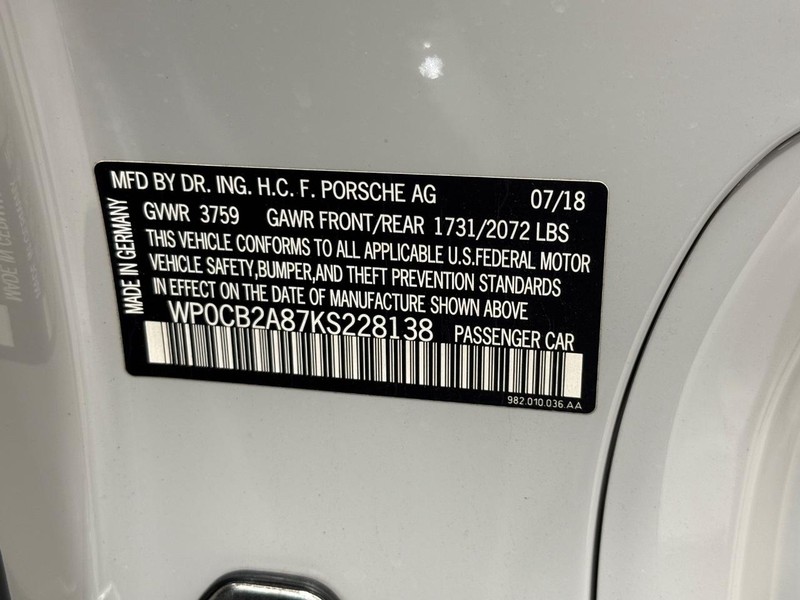 MFD BY DR. ING. H.C. F. PORSCHE AG 07/18
GVWR 3759 GAWR FRONT/REAR 1731/2072 LBS
THIS VEHICLE CONFORMS TO ALL APPLICABLE U.S.FEDERAL MOTOR
VEHICLE SAFETY,BUMPER,AND THEFT PREVENTION STANDARDS
IN EFFECT ON THE DATE OF MANUFACTURE SHOWN ABOVE
WP0CB2A87KS228138 PASSENGER CAR
982.010.036.AA
MADE IN GERMANY